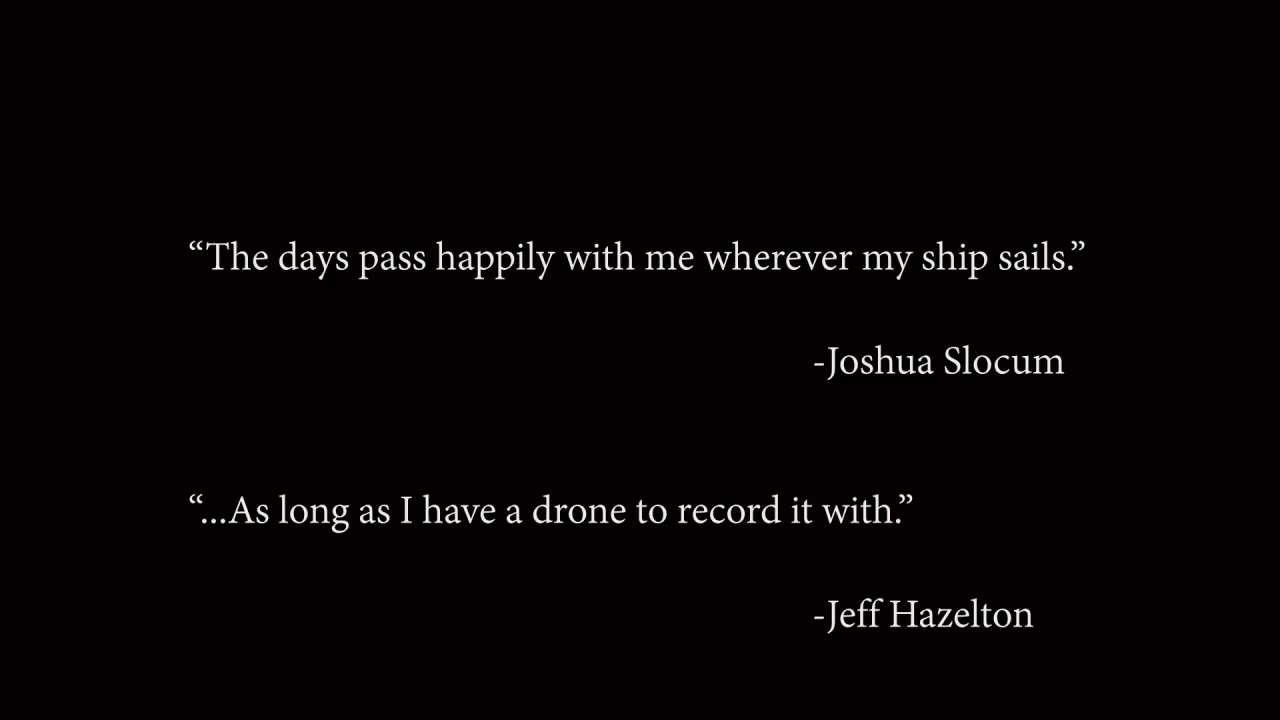 “The days pass happily with me wherever my ship sails.”
-Joshua Slocum
“...As long as I have a drone to record it with.”
-Jeff Hazelton